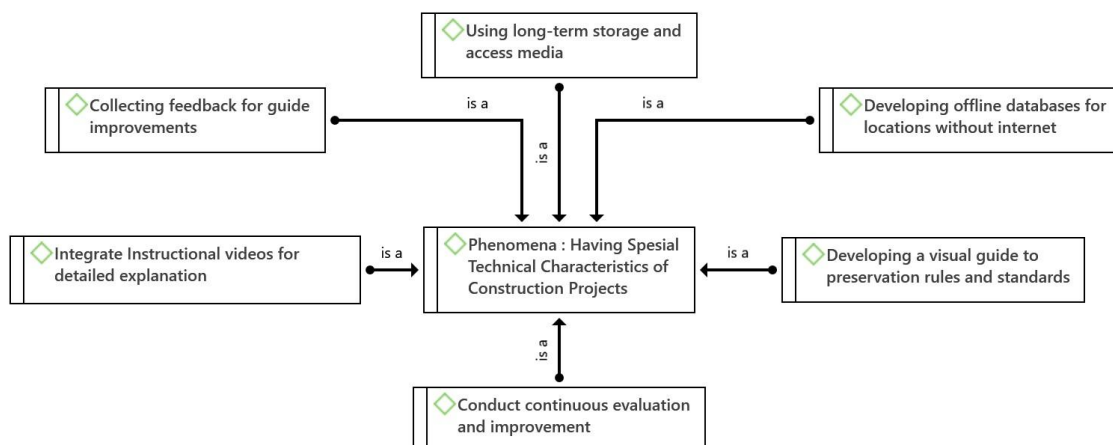 Using long-term storage and
access media
Collecting feedback for guide
improvements
is a
is a
Developing offline databases for
locations without internet
is a
Integrate Instructional videos for
detailed explanation
is a
Phenomena : Having Spesial
Technical Characteristics of
Construction Projects
is a
Developing a visual guide to
preservation rules and standards
is a
Conduct continuous evaluation
and improvement